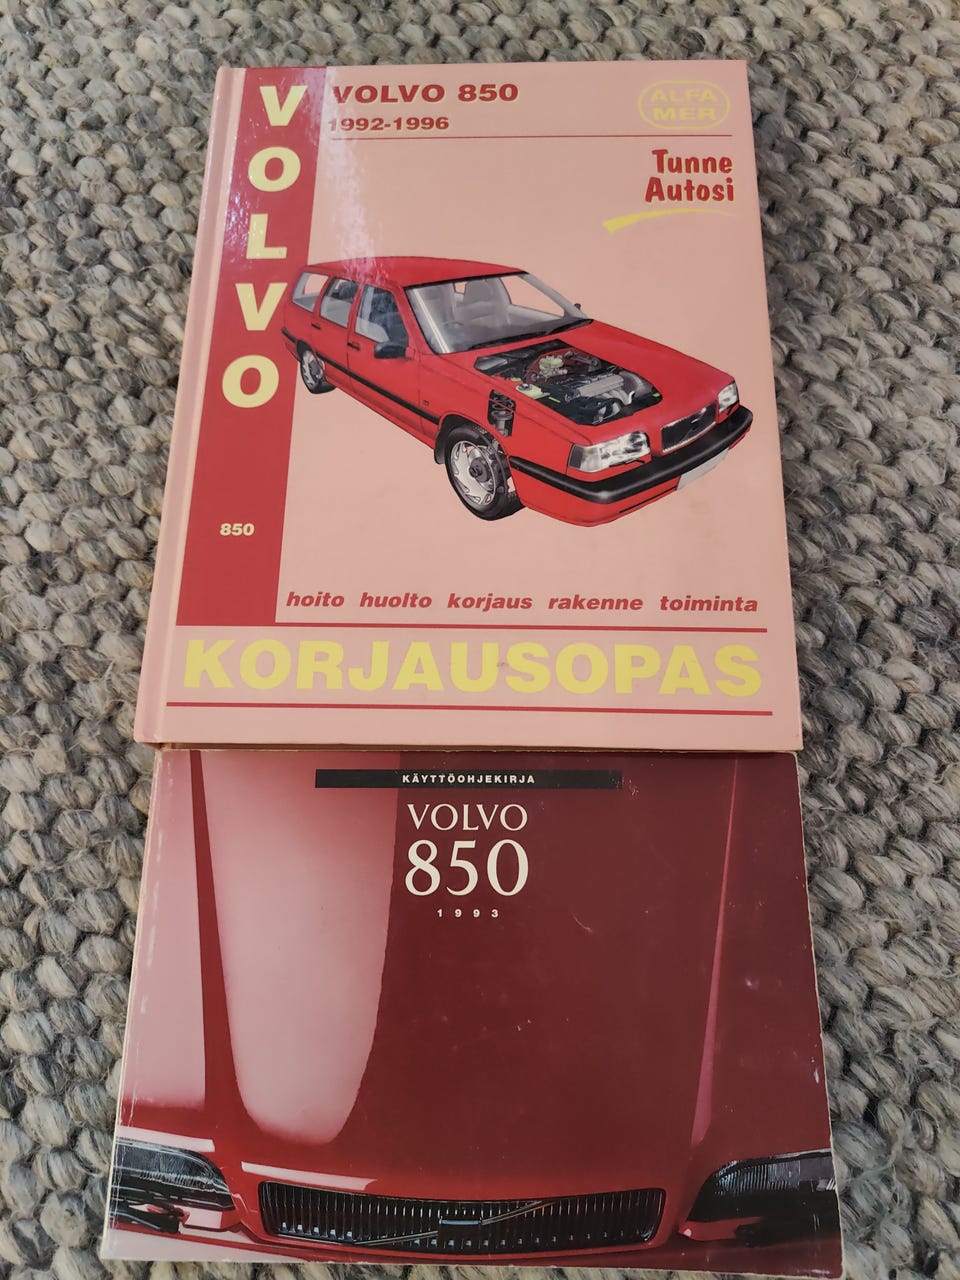 VOLVO
850
VOLVO 850
1992-1996
ALFA
MER
Tunne
Autosi
hoito huolto korjaus rakenne toiminta
KORJAUSOPAS
KÄYTTÖOHJEKIRJA
VOLVO
850
1993